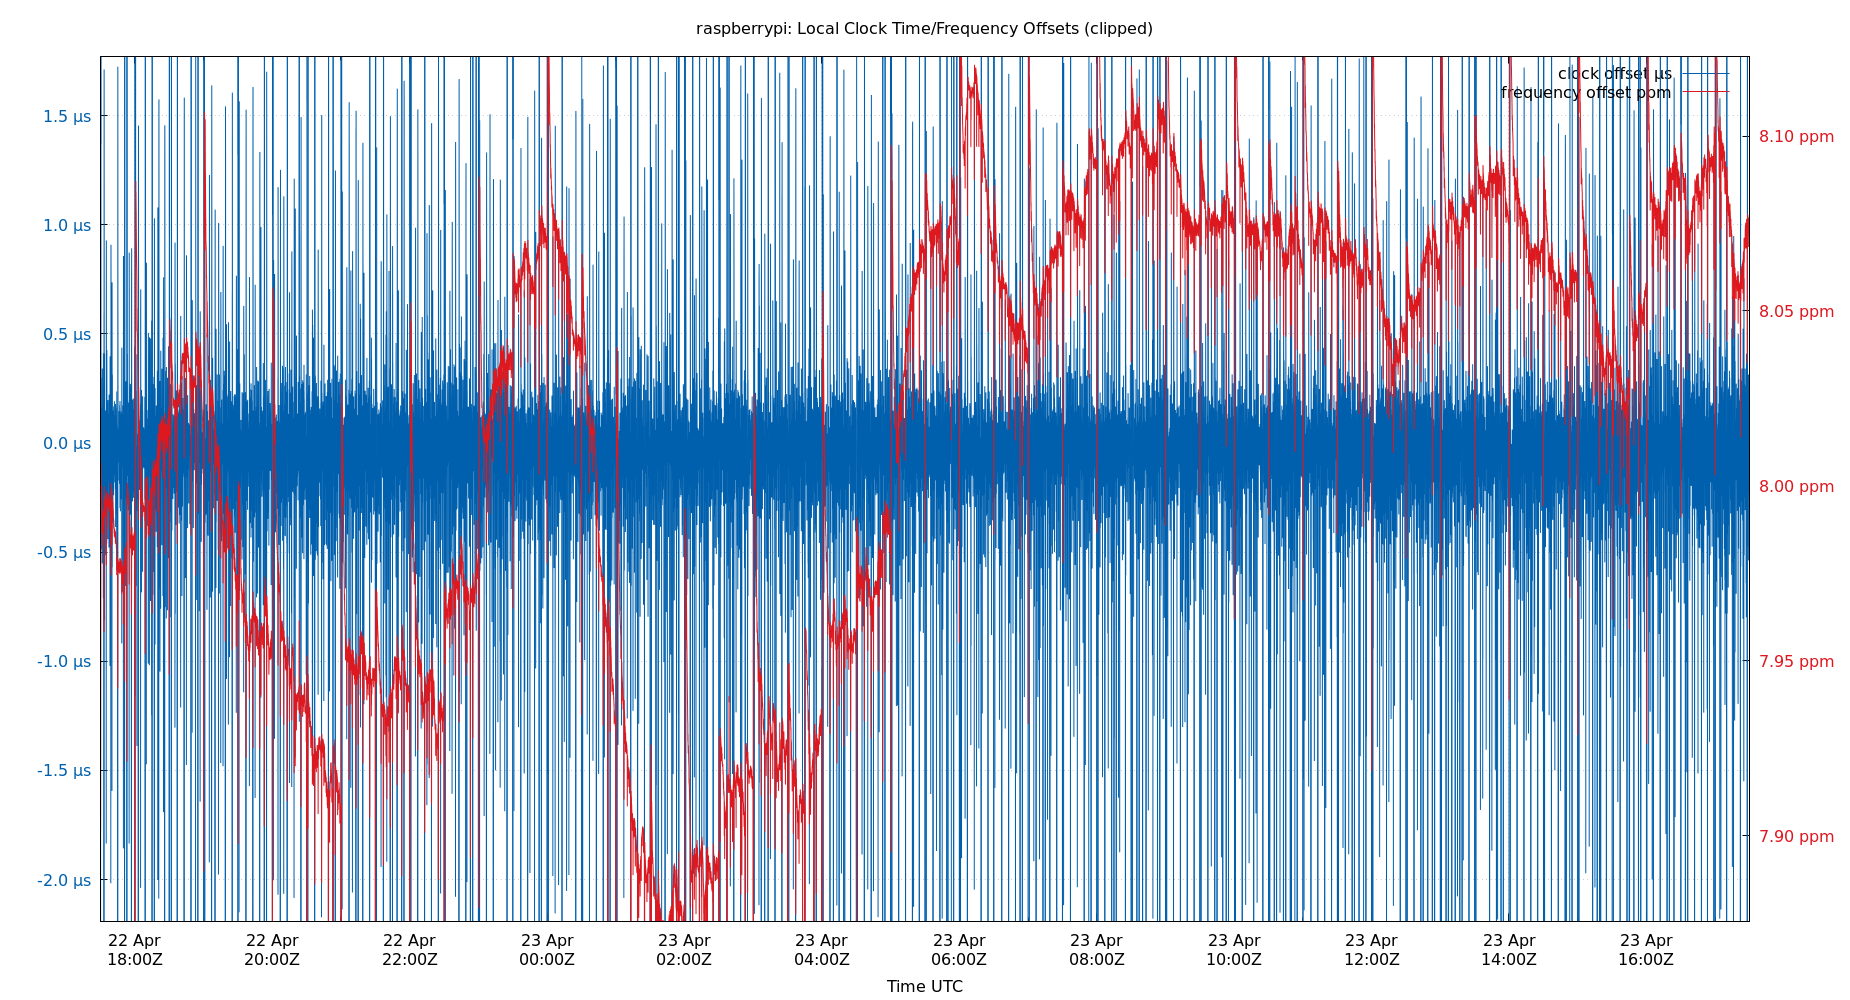 raspberrypi: Local Clock Time/Frequency Offsets (clipped)
clock offset µs
frequency offset ppm
1.5 µs
1.0 µs
0.5 µs
0.0 µs
-0.5 µs
-1.0 µs
-1.5 µs
-2.0 µs
8.10 ppm
8.05 ppm
8.00 ppm
7.95 ppm
7.90 ppm
22 Apr 22 Apr 22 Apr 23 Apr 23 Apr 23 Apr 23 Apr 23 Apr 23 Apr 23 Apr 23 Apr 23 Apr
18:00Z 20:00Z 22:00Z 00:00Z 02:00Z 04:00Z 06:00Z 08:00Z 10:00Z 12:00Z 14:00Z 16:00Z
Time UTC